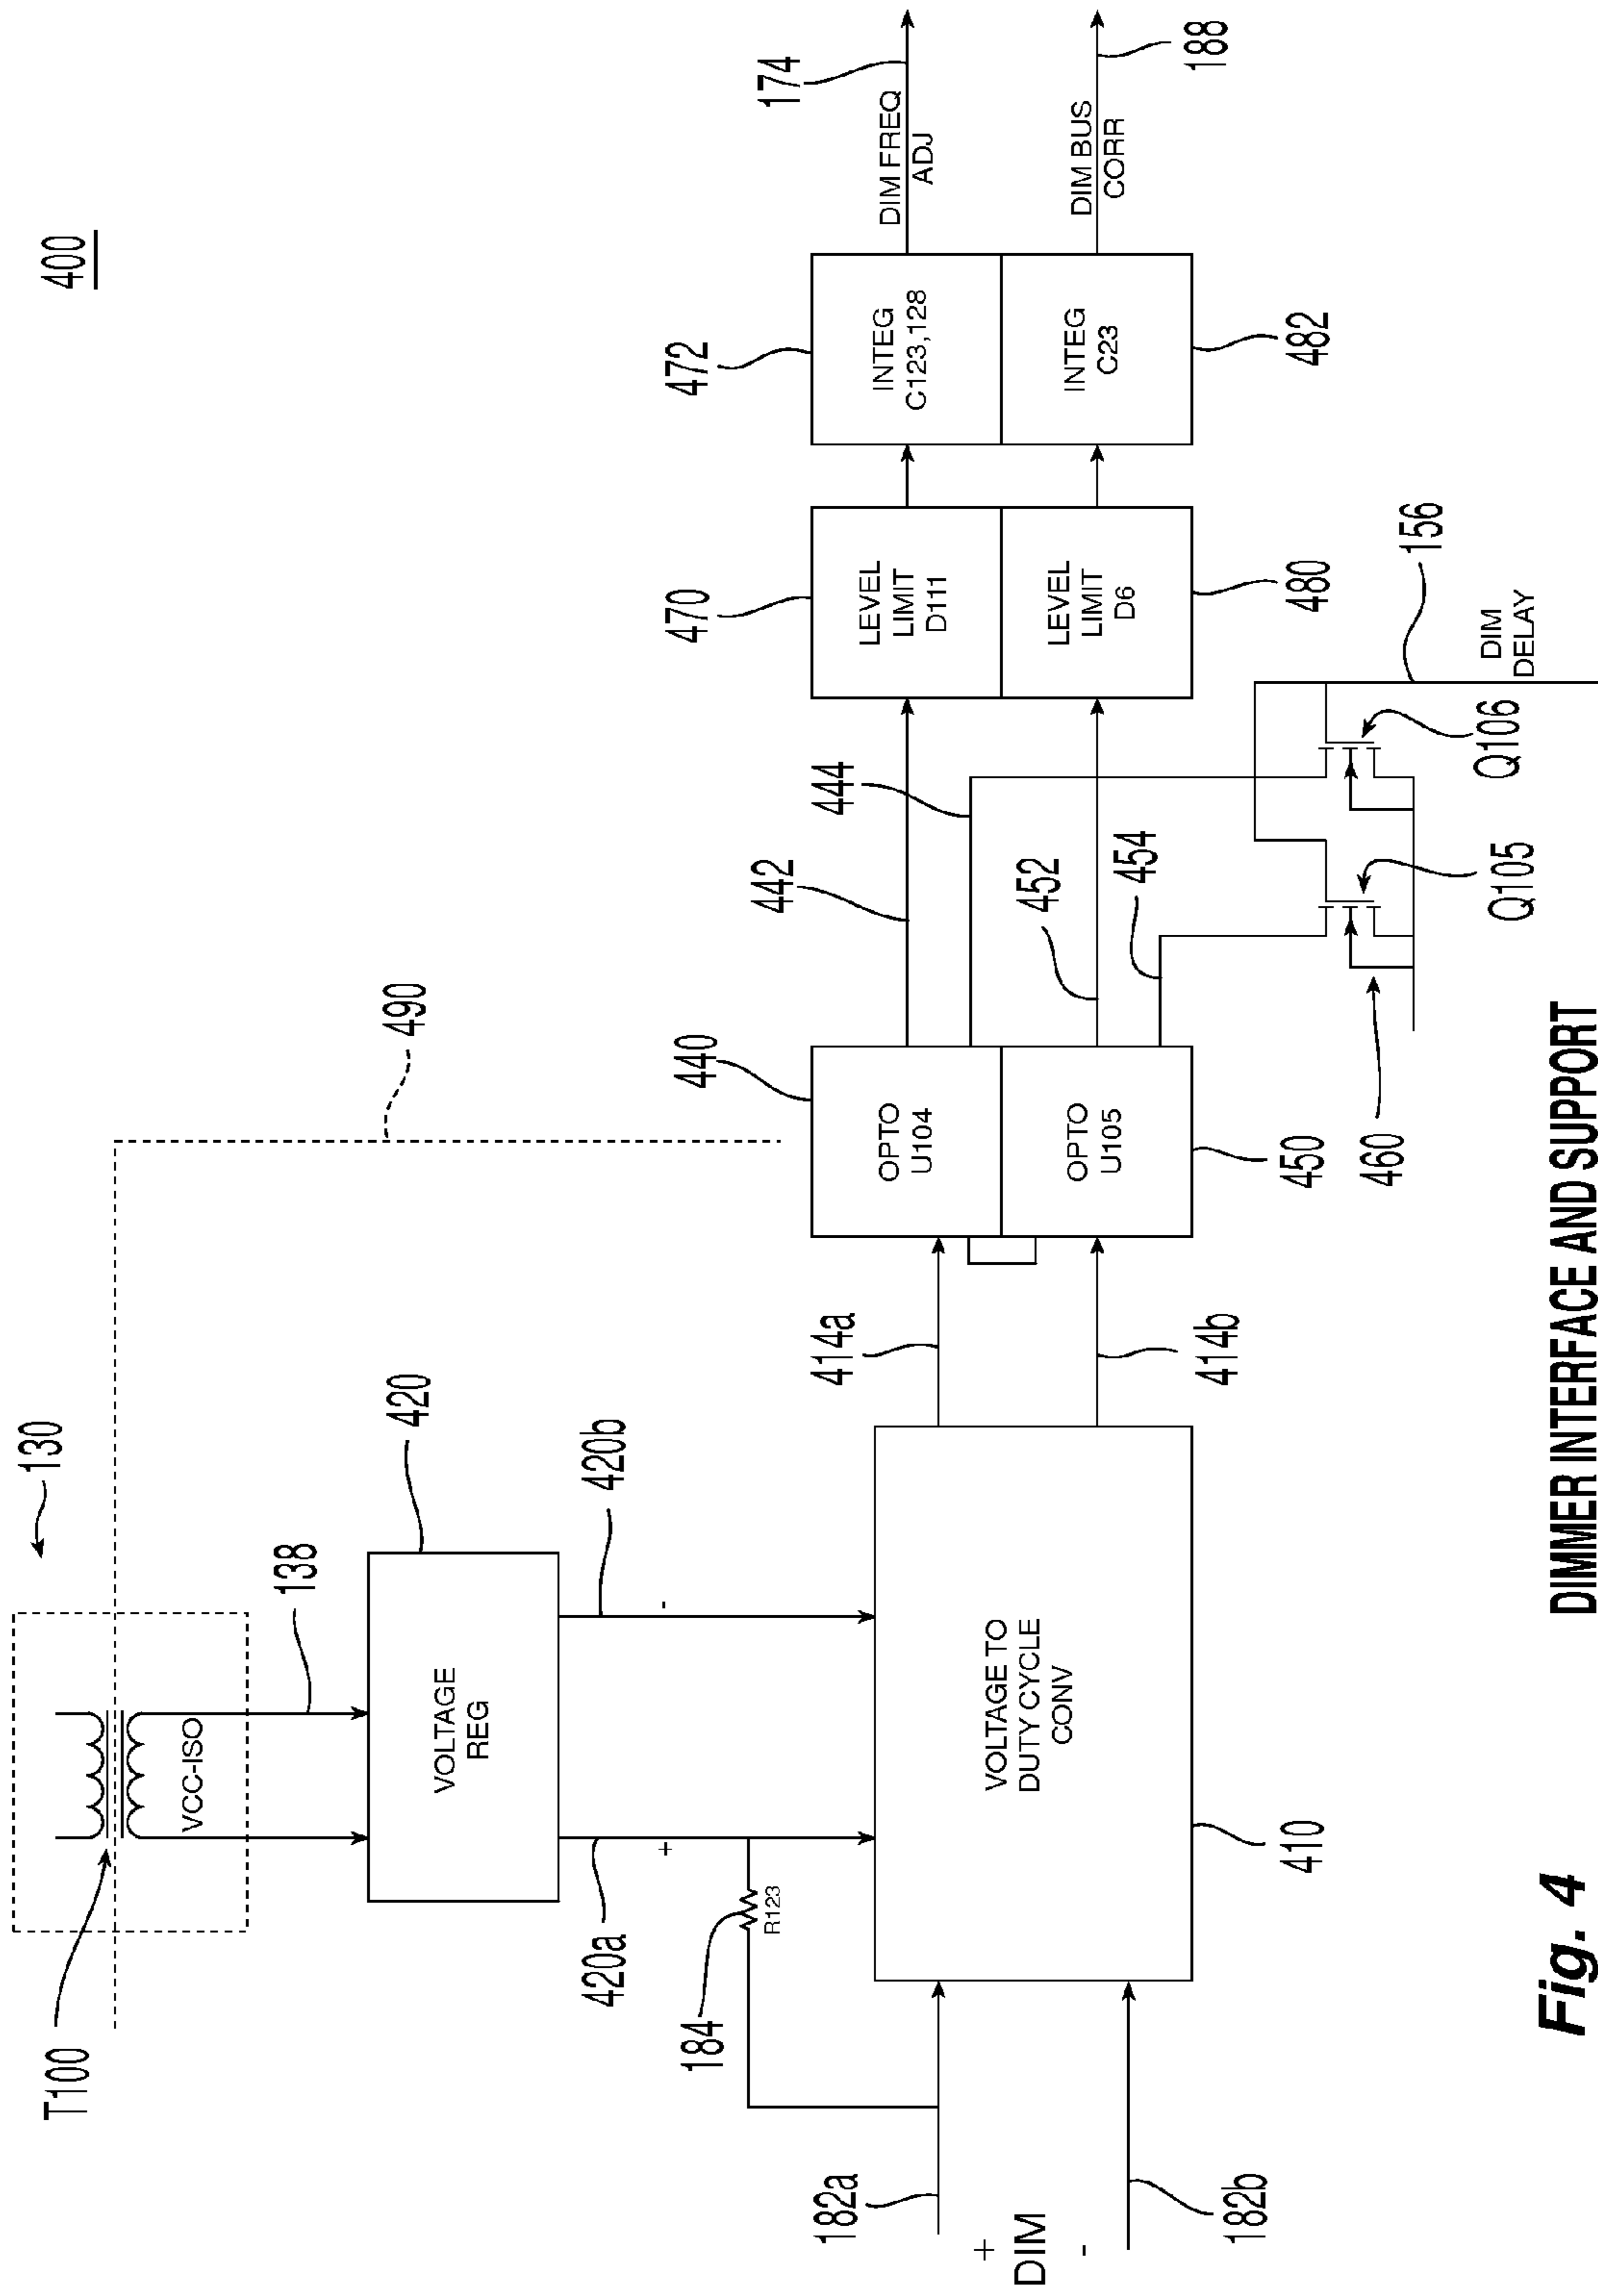 400
130
T100
VCC-ISO
138
490
VOLTAGE
REG
420
420a
+
420b
-
184
R123
182a
+
DIM
-
182b
VOLTAGE TO
DUTY CYCLE
CONV
410
414a
414b
440
OPTO
U104
OPTO
U105
450
442
444
452
454
470
LEVEL
LIMIT
D111
LEVEL
LIMIT
D6
480
472
INTEG
C123,128
INTEG
C23
482
174
DIM FREQ
ADJ
DIM BUS
CORR
188
460
Q105
Q106
156
DIM
DELAY
Fig. 4
DIMMER INTERFACE AND SUPPORT